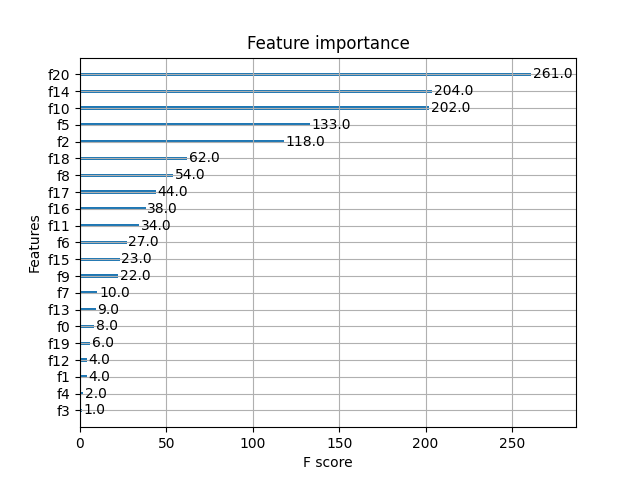 Feature importance
f20 261.0
f14 204.0
f10 202.0
f5 133.0
f2 118.0
f18 62.0
f8 54.0
f17 44.0
f16 38.0
f11 34.0
f6 27.0
f15 23.0
f9 22.0
f7 10.0
f13 9.0
f0 8.0
f19 6.0
f12 4.0
f1 4.0
f4 2.0
f3 1.0
Features
0 50 100 150 200 250
F score